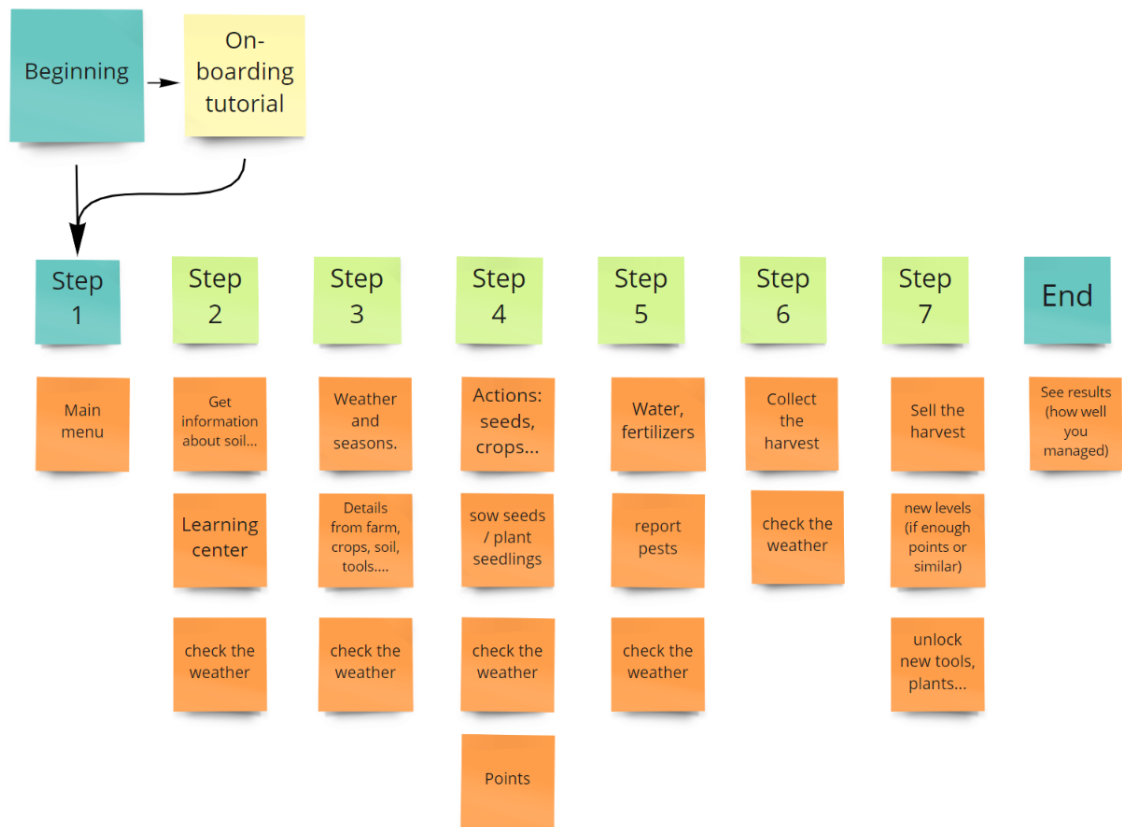 Beginning
On-
boarding
tutorial
Step
1
Step
2
Step
3
Step
4
Step
5
Step
6
Step
7
End
Main
menu
Get
information
about soil...
Weather
and
seasons.
Actions:
seeds,
crops...
Water,
fertilizers
Collect
the
harvest
Sell the
harvest
See results
(how well
you
managed)
Learning
center
Details
from farm,
crops, soil,
tools....
sow seeds
/ plant
seedlings
report
pests
check the
weather
new levels
(if enough
points or
similar)
check the
weather
check the
weather
check the
weather
check the
weather
unlock
new tools,
plants...
Points